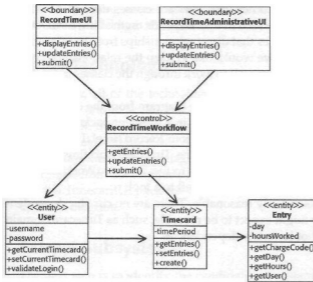 <<boundary>>
RecordTimeUI
+displayEntries()
+updateEntries()
+submit()
<<boundary>>
RecordTimeAdministrativeUI
+displayEntries()
+updateEntries()
+submit()
<<control>>
RecordTimeWorkflow
+getEntries()
+updateEntries()
+submit()
<<entity>>
User
-username
-password
+getCurrentTimecard()
+setCurrentTimecard()
+validateLogin()
<<entity>>
Timecard
-timePeriod
+getEntries()
+setEntries()
+create()
<<entity>>
Entry
-day
-hoursWorked
+getChargeCode()
+getDay()
+getHours()
+getUser()